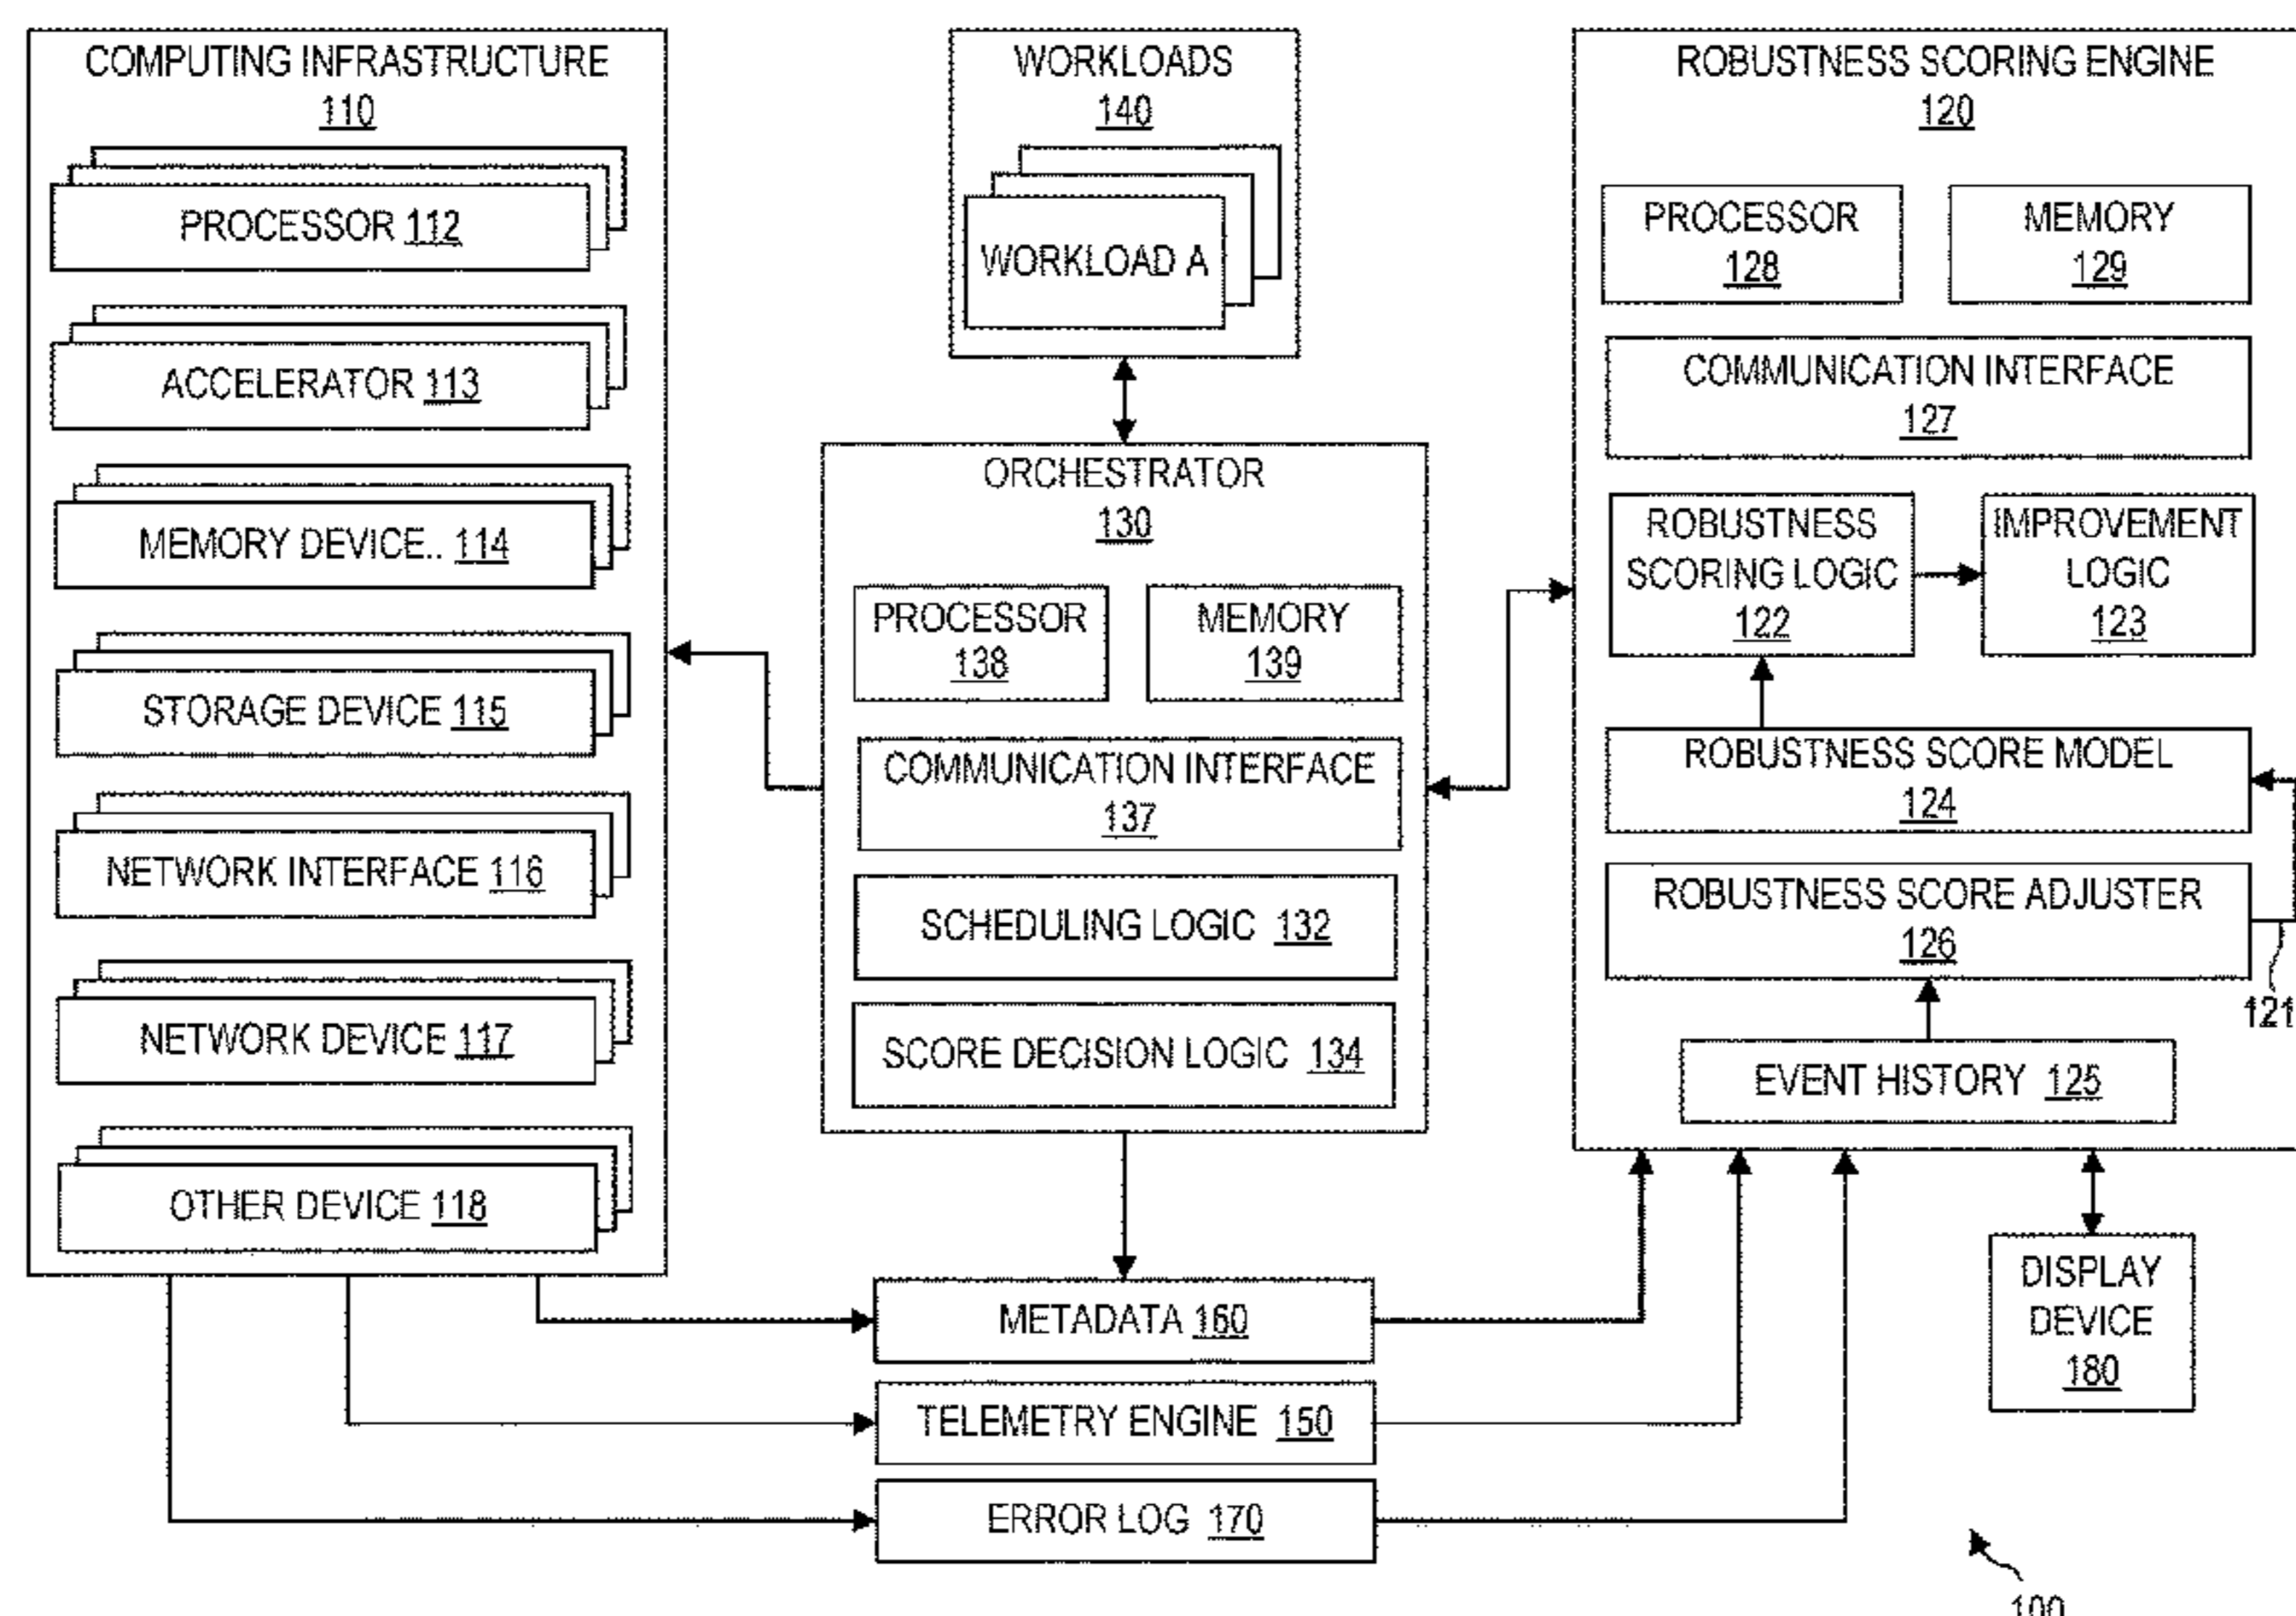 COMPUTING INFRASTRUCTURE
110
PROCESSOR 112
ACCELERATOR 113
MEMORY DEVICE.. 114
STORAGE DEVICE 115
NETWORK INTERFACE 116
NETWORK DEVICE 117
OTHER DEVICE 118
WORKLOADS
140
WORKLOAD A
ORCHESTRATOR
130
PROCESSOR
138
MEMORY
139
COMMUNICATION INTERFACE
137
SCHEDULING LOGIC 132
SCORE DECISION LOGIC 134
METADATA 160
TELEMETRY ENGINE 150
ERROR LOG 170
ROBUSTNESS SCORING ENGINE
120
PROCESSOR
128
MEMORY
129
COMMUNICATION INTERFACE
127
ROBUSTNESS
SCORING LOGIC
122
IMPROVEMENT
LOGIC
123
ROBUSTNESS SCORE MODEL
124
ROBUSTNESS SCORE ADJUSTER
126
121
EVENT HISTORY 125
DISPLAY
DEVICE
180
100